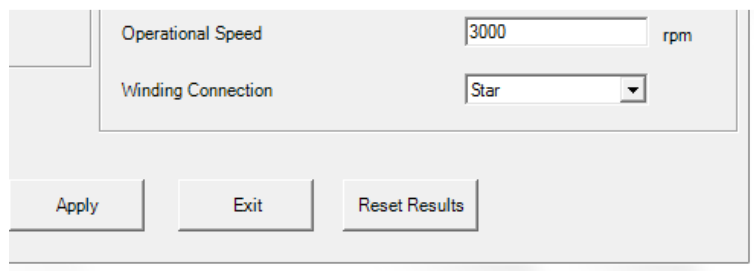 Operational Speed 3000 rpm
Winding Connection Star
Apply Exit Reset Results